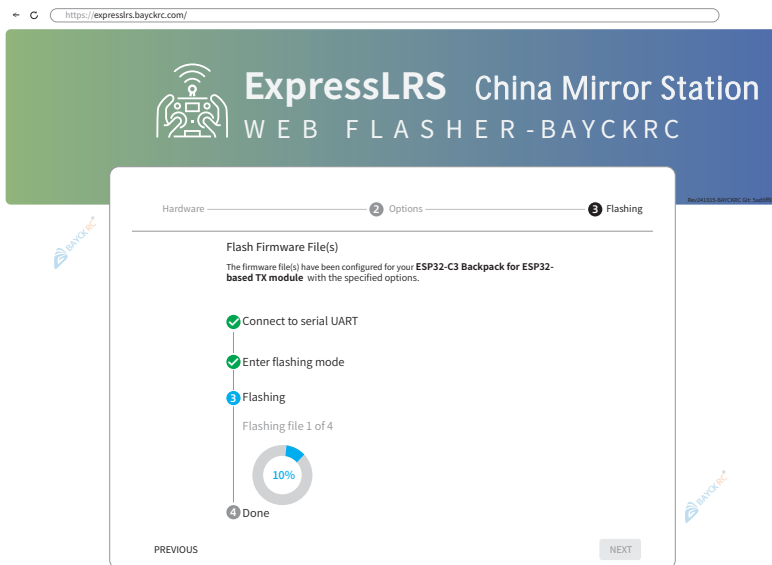 https://expresslrs.bayckrc.com/
ExpressLRS China Mirror Station
WEB FLASHER-BAYCKRC
Hardware 2 Options 3 Flashing
BAYCKRC
Flash Firmware File(s)
The firmware file(s) have been configured for your ESP32-C3 Backpack for ESP32-
based TX module with the specified options.
Connect to serial UART
Enter flashing mode
3 Flashing
Flashing file 1 of 4
10%
4 Done
BAYCKRC
PREVIOUS NEXT